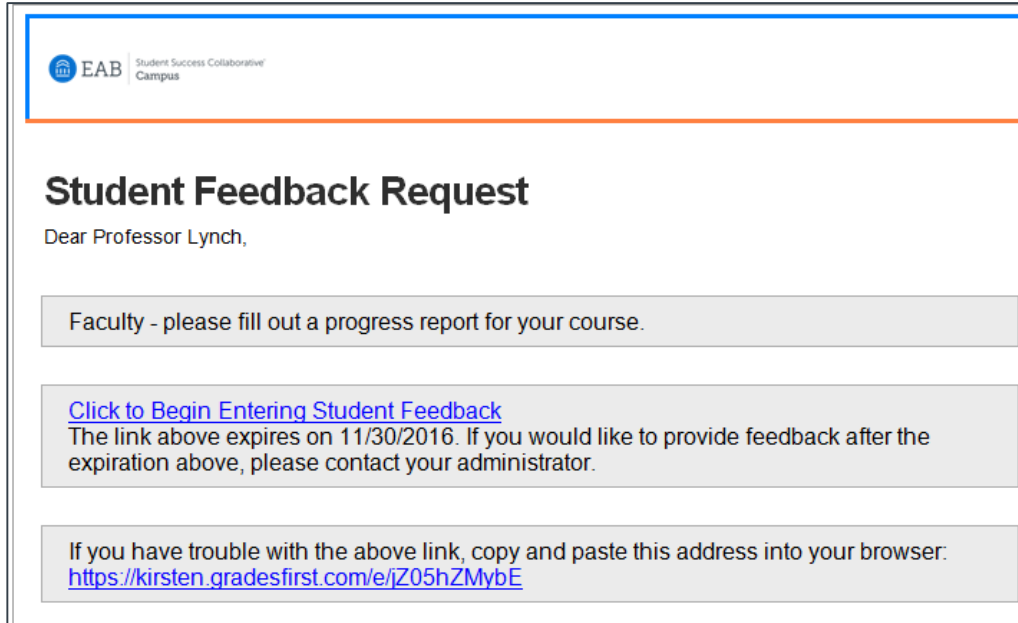 EAB
Student Success Collaborative
Campus
Student Feedback Request
Dear Professor Lynch,
Faculty - please fill out a progress report for your course.
Click to Begin Entering Student Feedback
The link above expires on 11/30/2016. If you would like to provide feedback after the
expiration above, please contact your administrator.
If you have trouble with the above link, copy and paste this address into your browser:
https://kirsten.gradesfirst.com/e/jZ05hZMybE